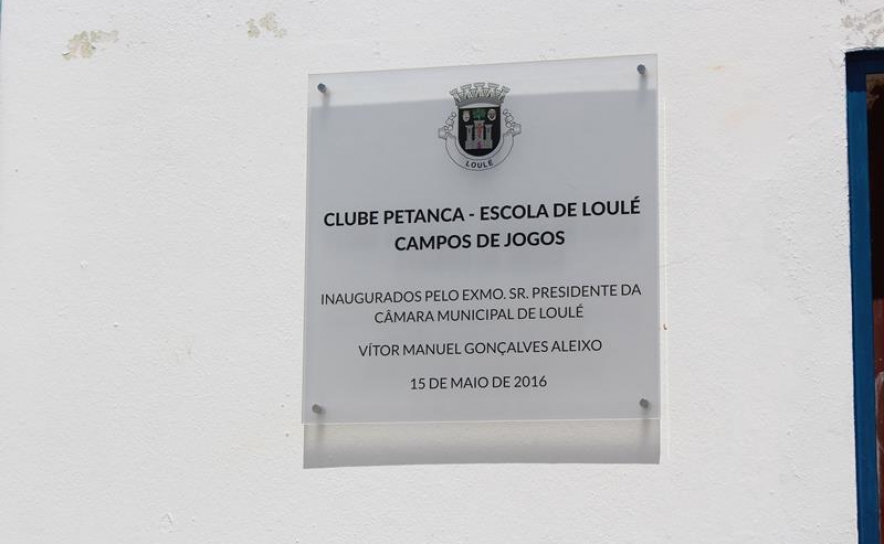 LOULÉ
CLUBE PETANCA - ESCOLA DE LOULÉ
CAMPOS DE JOGOS
INAUGURADOS PELO EXMO. SR. PRESIDENTE DA
CÂMARA MUNICIPAL DE LOULÉ
VÍTOR MANUEL GONÇALVES ALEIXO
15 DE MAIO DE 2016